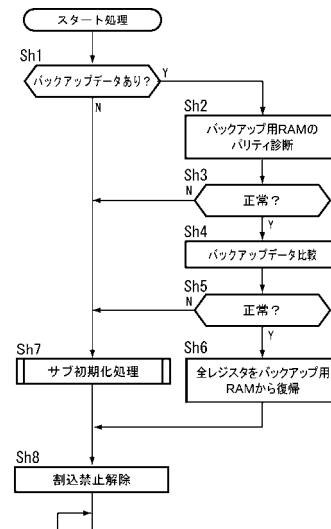 スタート処理
Sh1
バックアップデータあり?
Y
N
Sh2
バックアップ用RAMの
パリティ診断
Sh3
N
正常?
Y
Sh4
バックアップデータ比較
Sh5
N
正常?
Y
Sh7
サブ初期化処理
Sh6
全レジスタをバックアップ用
RAMから復帰
Sh8
割込禁止解除